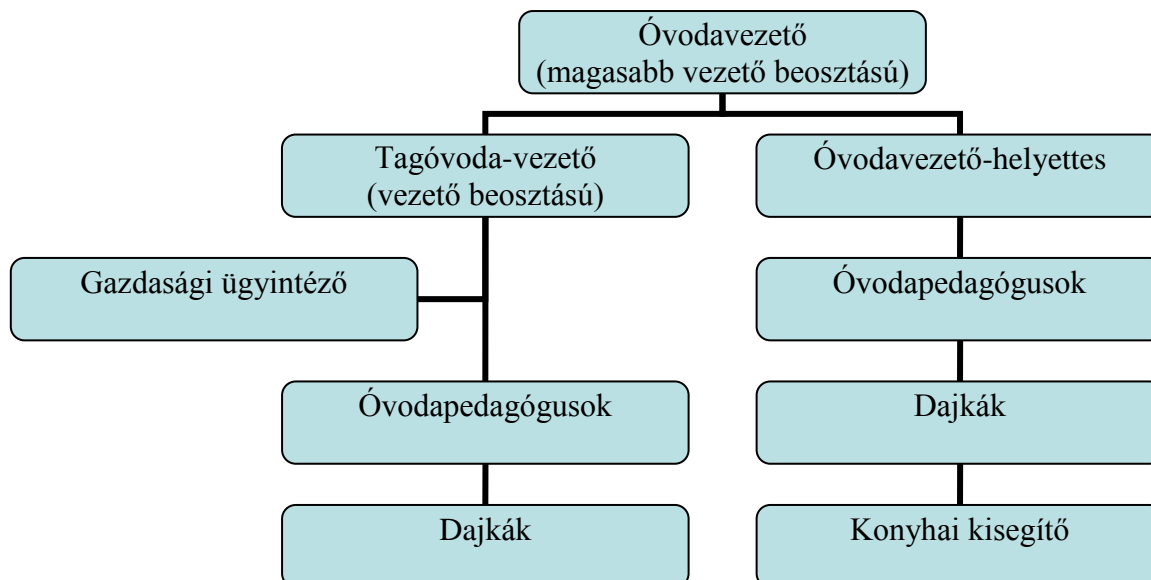 Óvodavezető
(magasabb vezető beosztású)
Tagóvoda-vezető
(vezető beosztású)
Óvodavezető-helyettes
Gazdasági ügyintéző
Óvodapedagógusok
Óvodapedagógusok
Dajkák
Dajkák
Konyhai kisegítő